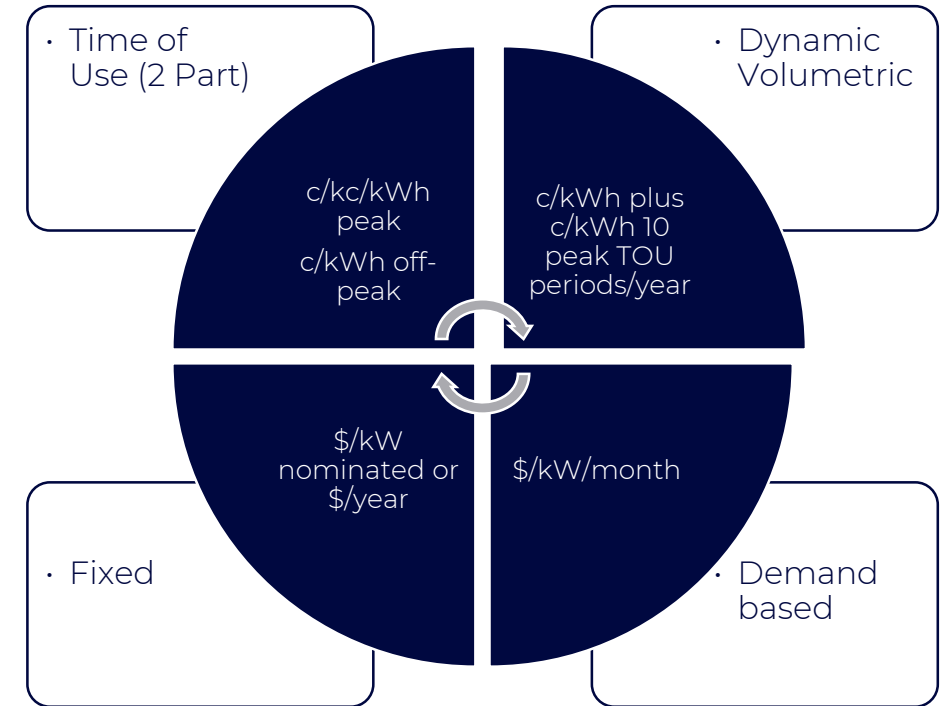 · Time of
Use (2 Part)
· Dynamic
Volumetric
c/kc/kWh
peak
c/kWh off-
peak
c/kWh plus
c/kWh 10
peak TOU
periods/year
$/kW
nominated or
$/year
$/kW/month
· Fixed
· Demand
based